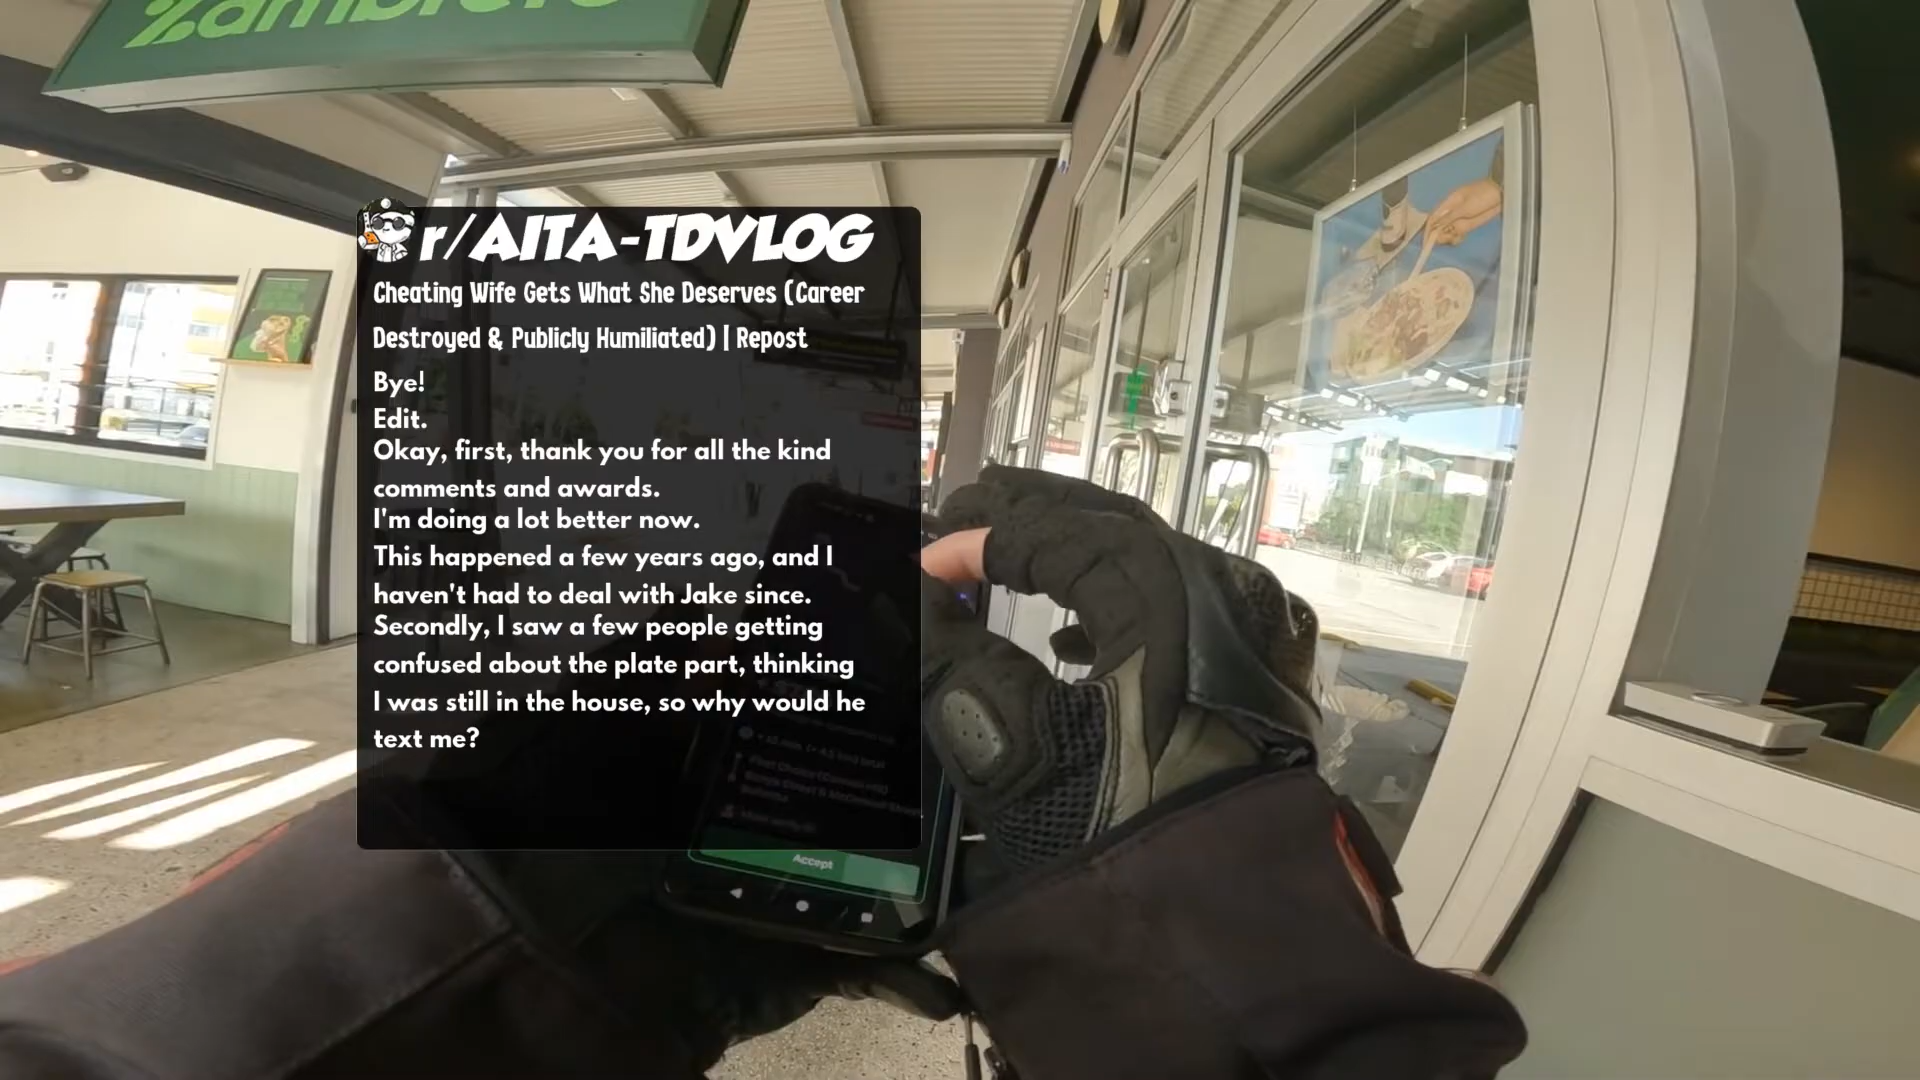 Zambrero
r/AITA-TDVLOG
Cheating Wife Gets What She Deserves (Career
Destroyed & Publicly Humiliated) | Repost
Bye!
Edit.
Okay, first, thank you for all the kind
comments and awards.
I'm doing a lot better now.
This happened a few years ago, and I
haven't had to deal with Jake since.
Secondly, I saw a few people getting
confused about the plate part, thinking
I was still in the house, so why would he
text me?
Accept